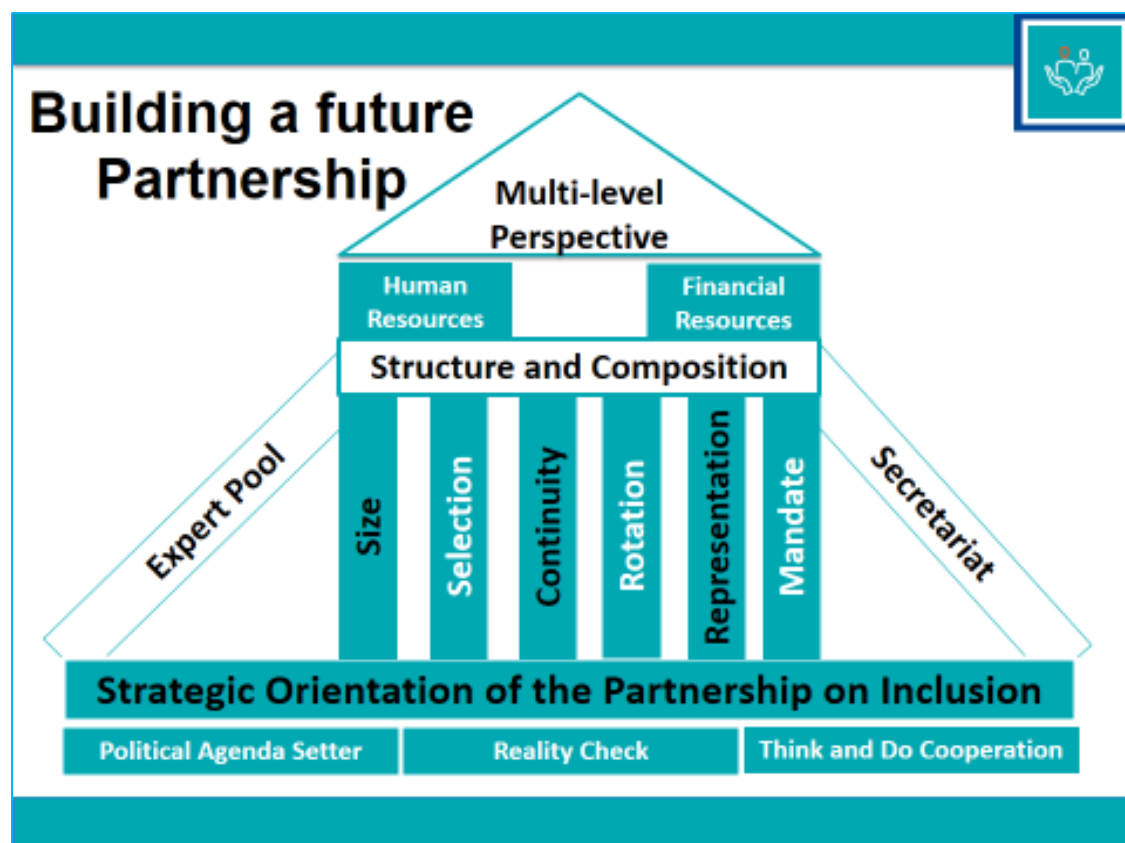 Building a future
Partnership
Multi-level
Perspective
Human
Resources
Financial
Resources
Structure and Composition
Expert Pool
Size
Selection
Continuity
Rotation
Representation
Mandate
Secretariat
Strategic Orientation of the Partnership on Inclusion
Political Agenda Setter
Reality Check
Think and Do Cooperation